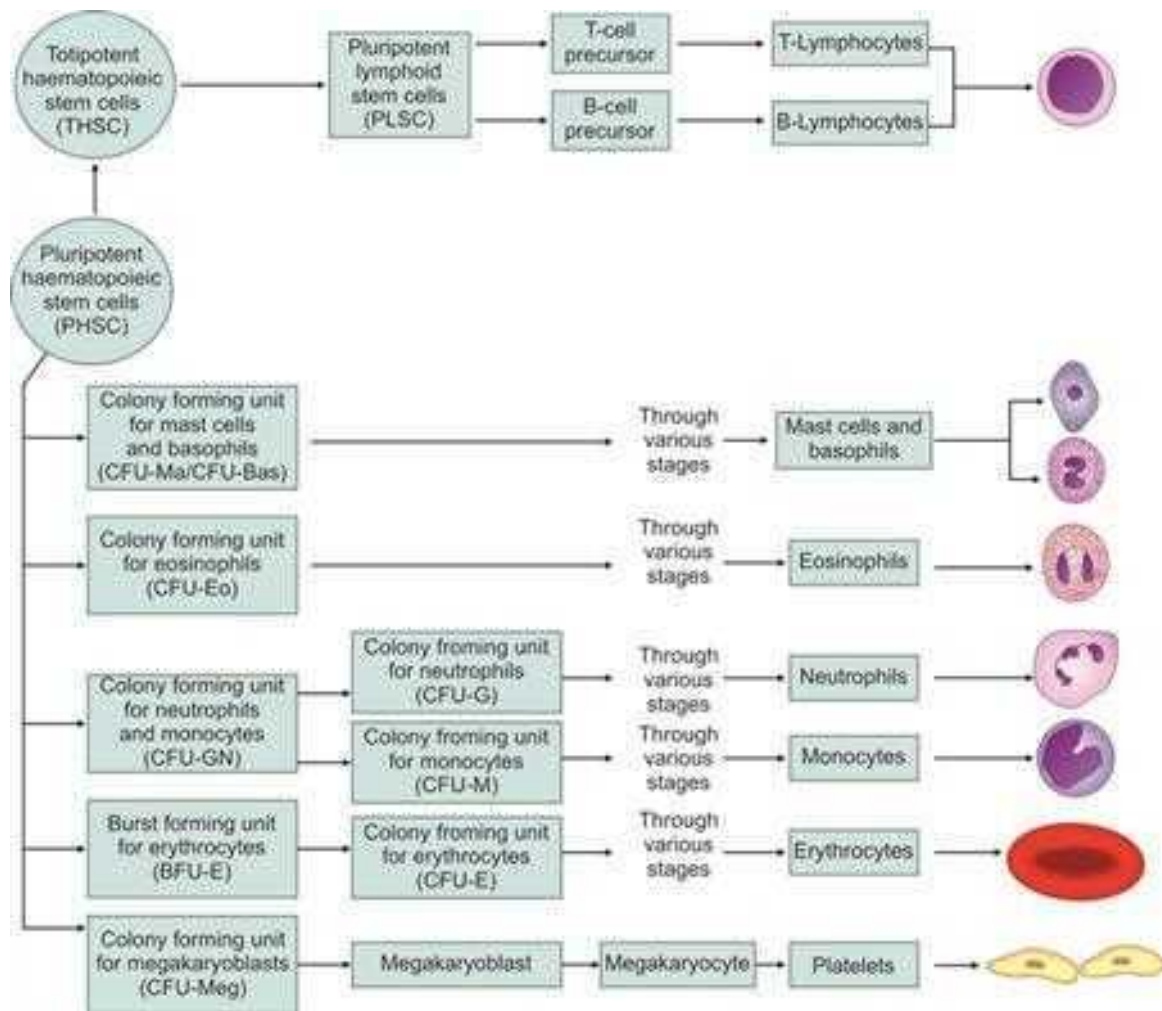 Totipotent
haematopoieic
stem cells
(THSC)
Pluripotent
lymphoid
stem cells
(PLSC)
T-cell
precursor
T-Lymphocytes
B-cell
precursor
B-Lymphocytes
Pluripotent
haematopoieic
stem cells
(PHSC)
Colony forming unit
for mast cells
and basophils
(CFU-Ma/CFU-Bas)
Through
various
stages
Mast cells and
basophils
Colony forming unit
for eosinophils
(CFU-Eo)
Through
various
stages
Eosinophils
Colony forming unit
for neutrophils
and monocytes
(CFU-GN)
Colony froming unit
for neutrophils
(CFU-G)
Through
various
stages
Neutrophils
Colony froming unit
for monocytes
(CFU-M)
Through
various
stages
Monocytes
Burst forming unit
for erythrocytes
(BFU-E)
Colony froming unit
for erythrocytes
(CFU-E)
Through
various
stages
Erythrocytes
Colony forming unit
for megakaryoblasts
(CFU-Meg)
Megakaryoblast
Megakaryocyte
Platelets